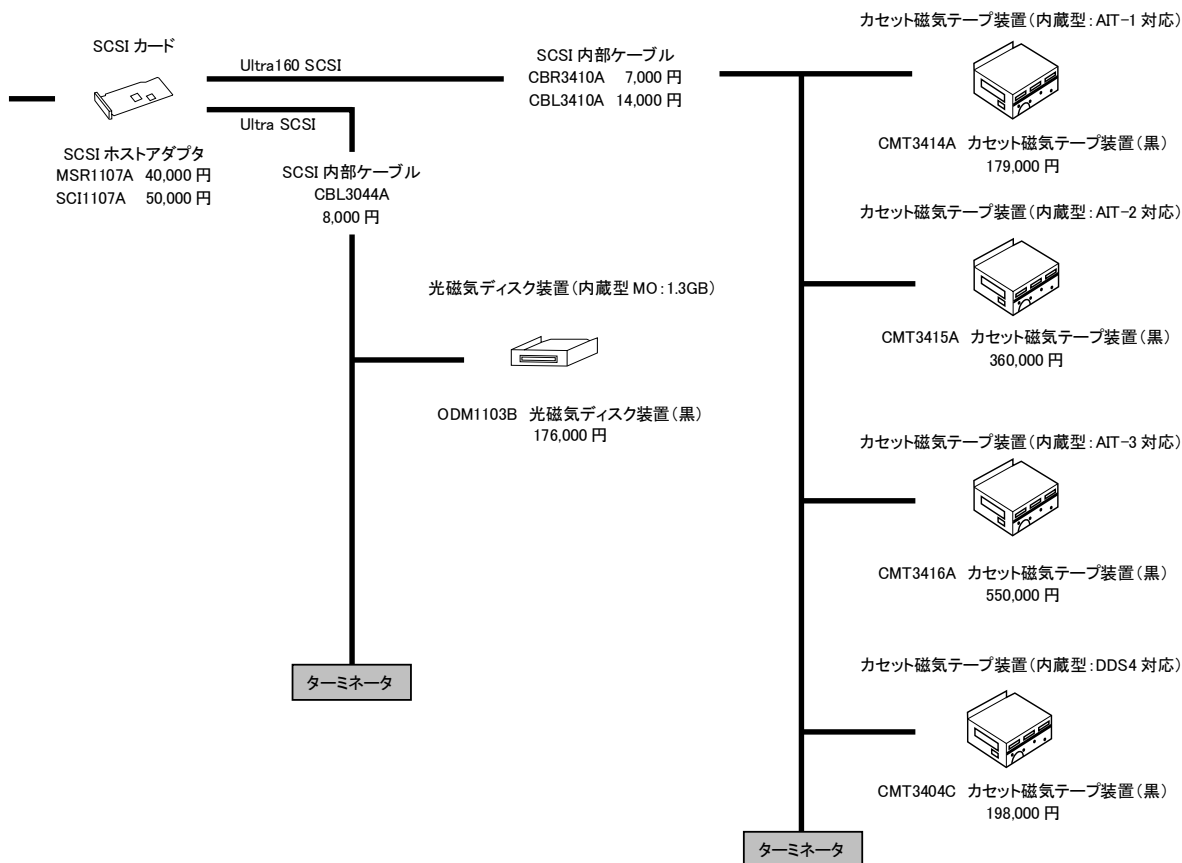 カセット磁気テープ装置(内蔵型:AIT-1 対応)
SCSI カード
Ultra160 SCSI
SCSI 内部ケーブル
CBR3410A 7,000 円
CBL3410A 14,000 円
Ultra SCSI
SCSI ホストアダプタ
MSR1107A 40,000 円
SCI1107A 50,000 円
SCSI 内部ケーブル
CBL3044A
8,000 円
CMT3414A カセット磁気テープ装置(黒)
179,000 円
カセット磁気テープ装置(内蔵型:AIT-2 対応)
光磁気ディスク装置(内蔵型 MO:1.3GB)
CMT3415A カセット磁気テープ装置(黒)
360,000 円
ODM1103B 光磁気ディスク装置(黒)
176,000 円
カセット磁気テープ装置(内蔵型:AIT-3 対応)
CMT3416A カセット磁気テープ装置(黒)
550,000 円
カセット磁気テープ装置(内蔵型:DDS4 対応)
ターミネータ
CMT3404C カセット磁気テープ装置(黒)
198,000 円
ターミネータ